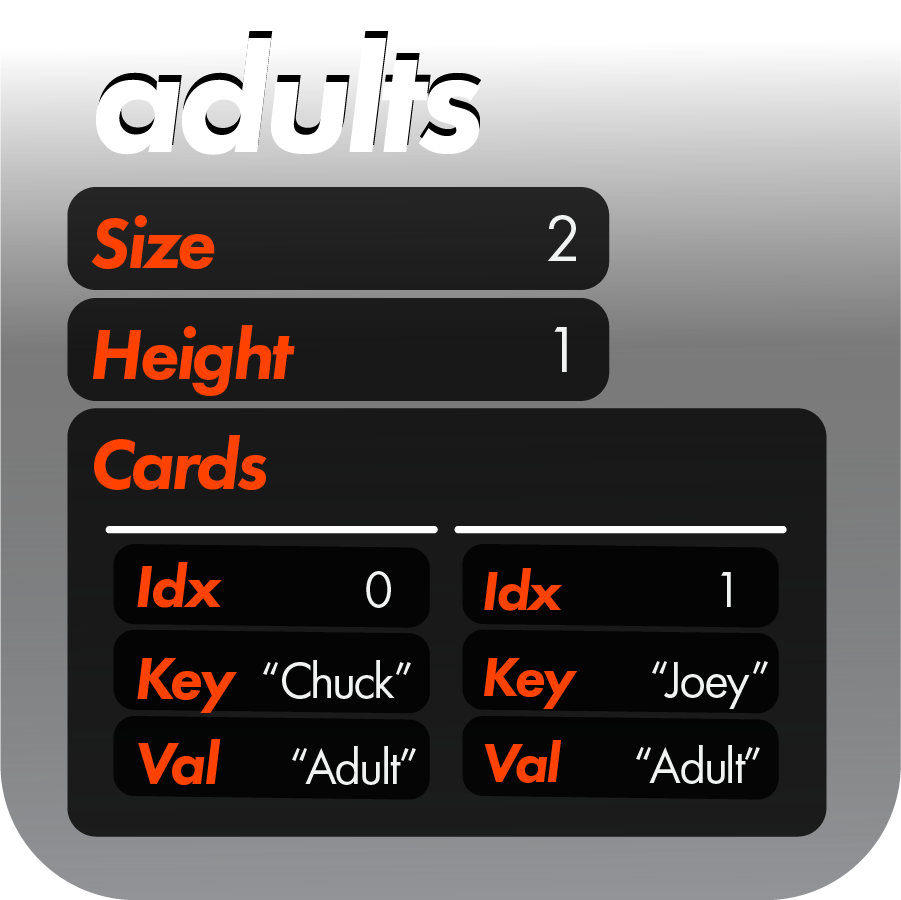 adults
Size 2
Height 1
Cards
Idx 0
Key “Chuck”
Val “Adult”
Idx 1
Key “Joey”
Val “Adult”